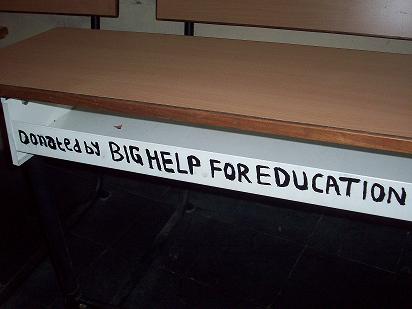 Donated by BIG HELP FOR EDUCATION